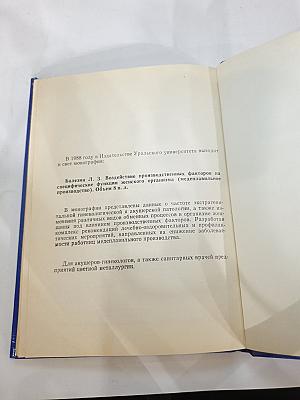 В 1988 году в Издательстве Уральского университета выходит
в свет монография:
Балезин Л. З. Воздействие производственных факторов на
специфические функции женского организма (медеплавильное
производство). Объем 8 п. л.
В монографии представлены данные о частоте экстрагени-
тальной гинекологической и акушерской патологии, а также из-
менения различных видов обменных процессов в организме жен-
щины под влиянием производственных факторов. Разработан
комплекс рекомендаций лечебно-оздоровительных и профилак-
тических мероприятий, направленных на снижение заболевае-
мости работниц медеплавильного производства.
Для акушеров-гинекологов, а также санитарных врачей пред-
приятий цветной металлургии.